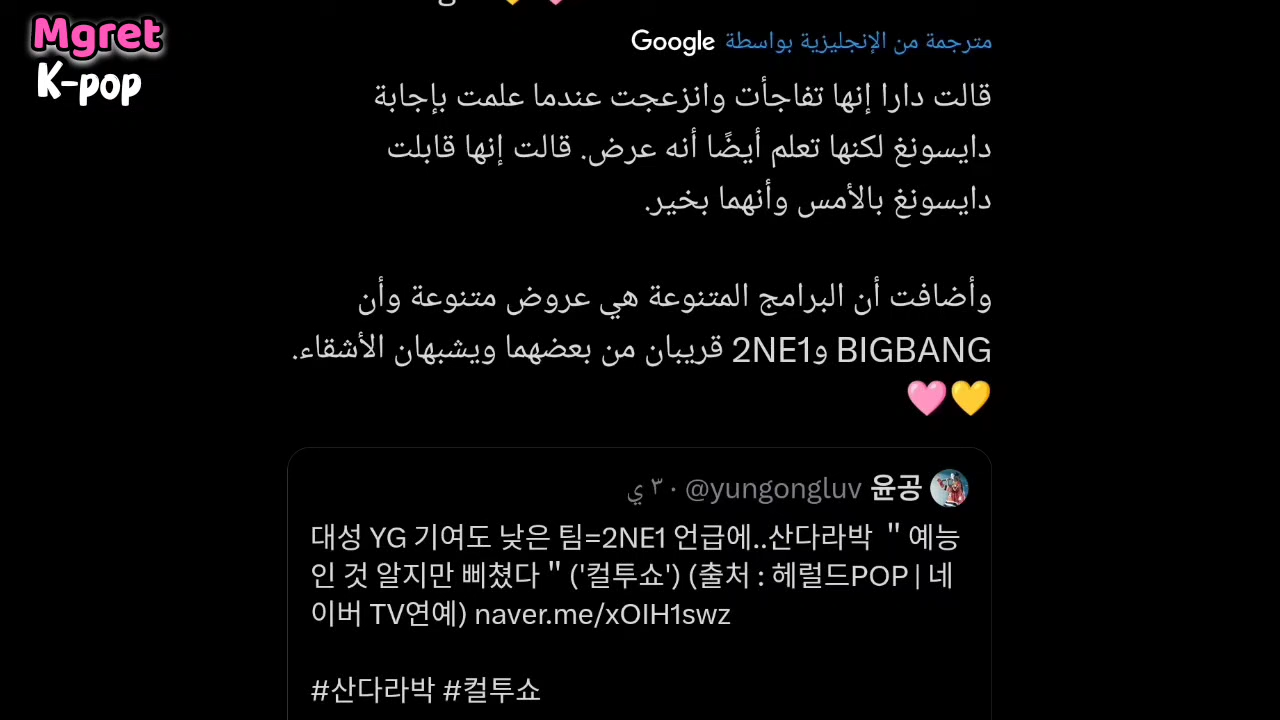 Mgret
K-pop
مترجمة من الإنجليزية بواسطة Google
قالت دارا إنها تفاجأت وانزعجت عندما علمت بإجابة
دايسونغ لكنها تعلم أيضًا أنه عرض. قالت إنها قابلت
دايسونغ بالأمس وأنهما بخير.
وأضافت أن البرامج المتنوعة هي عروض متنوعة وأن
BIGBANG و2NE1 قريبان من بعضهما ويشبهان الأشقاء.
💛🩷
윤공 @yungongluv · ٣ ي
대성 YG 기여도 낮은 팀=2NE1 언급에..산다라박 ＂예능
인 것 알지만 삐쳤다＂('컬투쇼') (출처 : 헤럴드POP | 네
이버 TV연예) naver.me/xOIH1swz
#산다라박 #컬투쇼